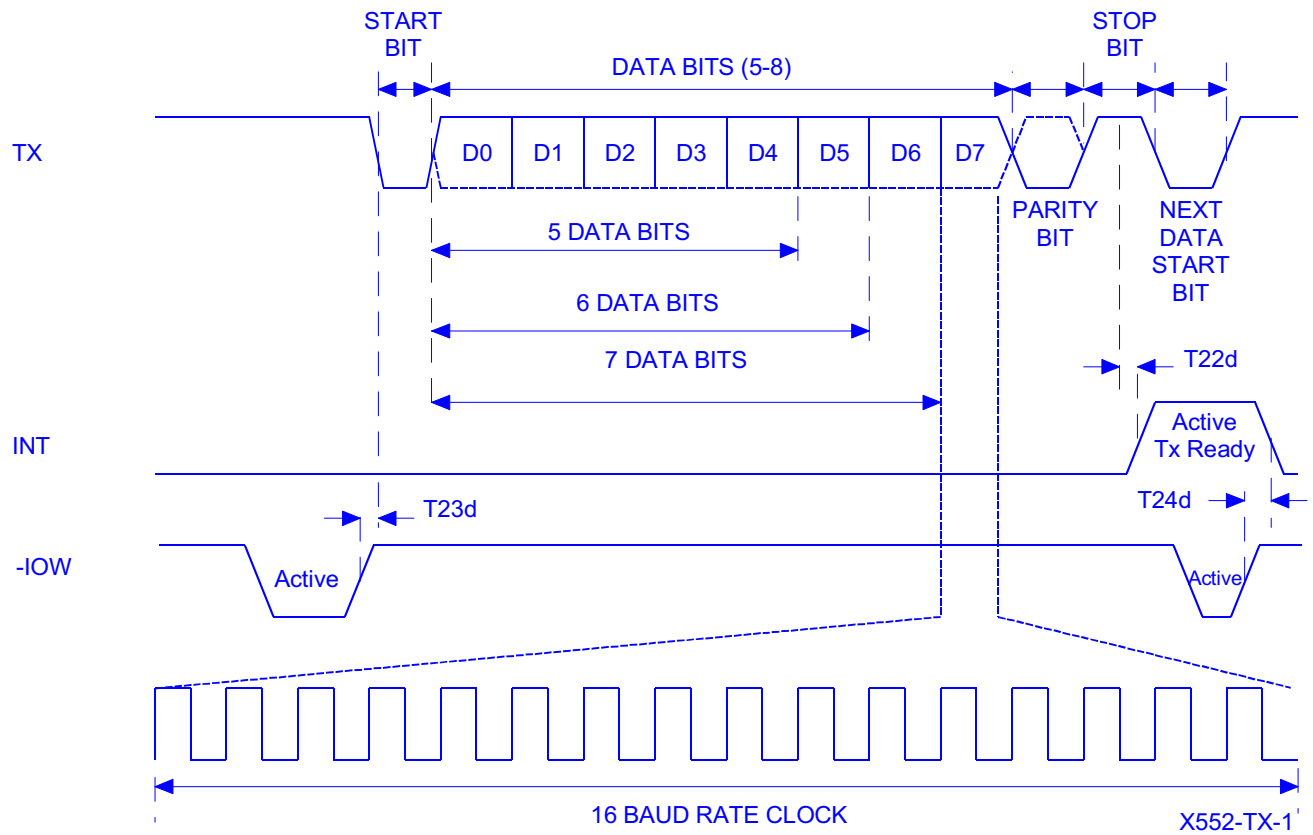 START
BIT
STOP
BIT
DATA BITS (5-8)
TX
D0 D1 D2 D3 D4 D5 D6 D7
PARITY
BIT
NEXT
DATA
START
BIT
5 DATA BITS
6 DATA BITS
7 DATA BITS
T22d
INT
Active
Tx Ready
T23d
T24d
-IOW
Active
Active
16 BAUD RATE CLOCK
X552-TX-1